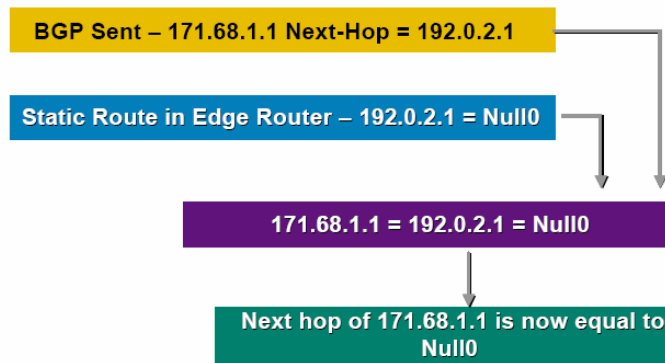 BGP Sent – 171.68.1.1 Next-Hop = 192.0.2.1
Static Route in Edge Router – 192.0.2.1 = Null0
171.68.1.1 = 192.0.2.1 = Null0
Next hop of 171.68.1.1 is now equal to
Null0